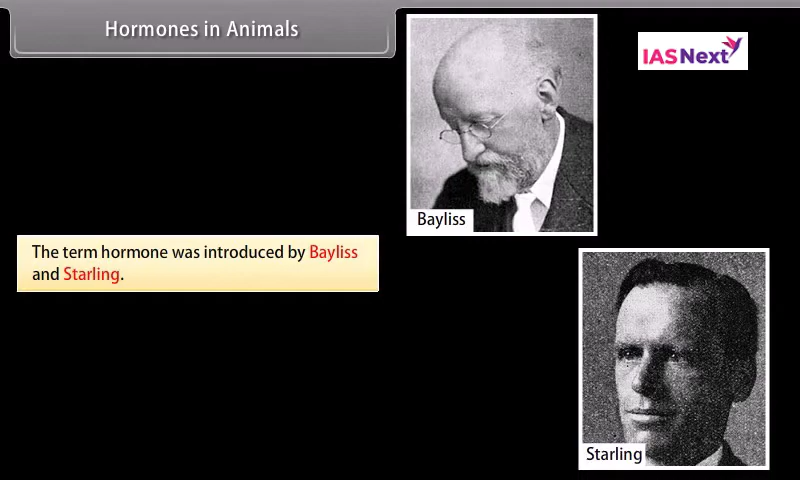 Hormones in Animals
IASNext
Bayliss
The term hormone was introduced by Bayliss
and Starling.
Starling